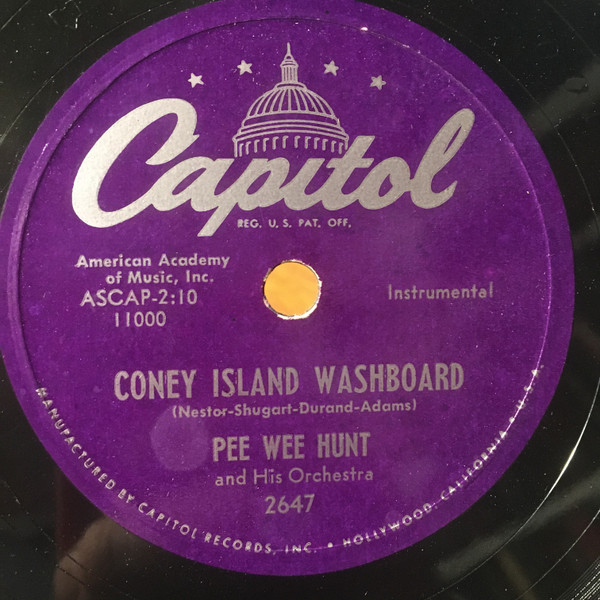 Capitol
REG. U. S. PAT. OFF.
American Academy
of Music, Inc.
ASCAP-2:10
11000
Instrumental
CONEY ISLAND WASHBOARD
(Nestor-Shugart-Durand-Adams)
PEE WEE HUNT
and His Orchestra
2647
MANUFACTURED BY CAPITOL RECORDS, INC. • HOLLYWOOD, CALIFORNIA • U.S.A.